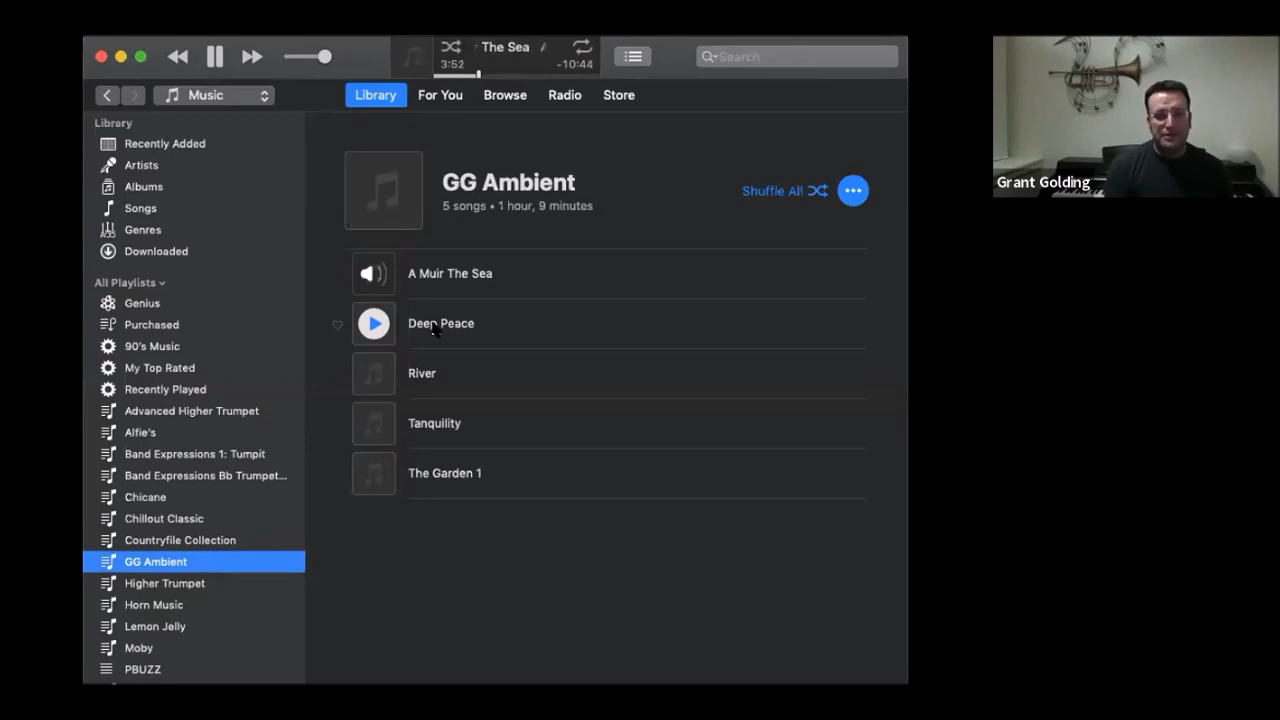 The Sea
3:52
-10:44
Search
Music
Library
For You
Browse
Radio
Store
Library
Recently Added
Artists
Albums
Songs
Genres
Downloaded
All Playlists
Genius
Purchased
90's Music
My Top Rated
Recently Played
Advanced Higher Trumpet
Alfie's
Band Expressions 1: Tumpit
Band Expressions Bb Trumpet...
Chicane
Chillout Classic
Countryfile Collection
GG Ambient
Higher Trumpet
Horn Music
Lemon Jelly
Moby
PBUZZ
GG Ambient
5 songs • 1 hour, 9 minutes
Shuffle All
A Muir The Sea
Deep Peace
River
Tanquility
The Garden 1
Grant Golding